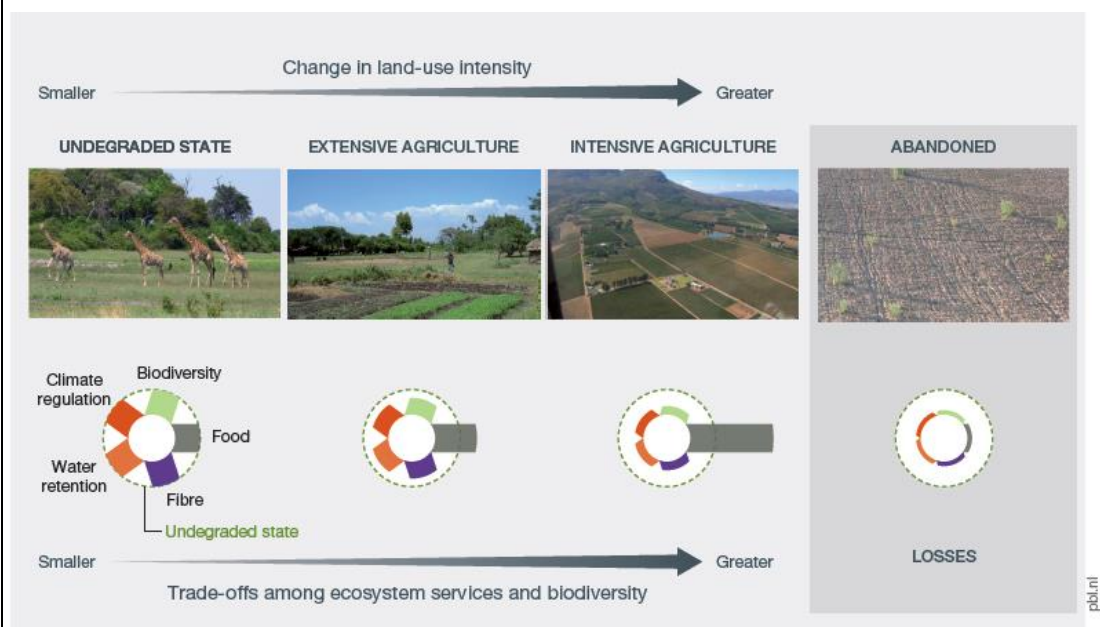 Change in land-use intensity
Smaller
Greater
UNDEGRADED STATE
EXTENSIVE AGRICULTURE
INTENSIVE AGRICULTURE
ABANDONED
Biodiversity
Climate
regulation
Food
Water
retention
Fibre
Undegraded state
Smaller
Greater
LOSSES
Trade-offs among ecosystem services and biodiversity
pbl.nl